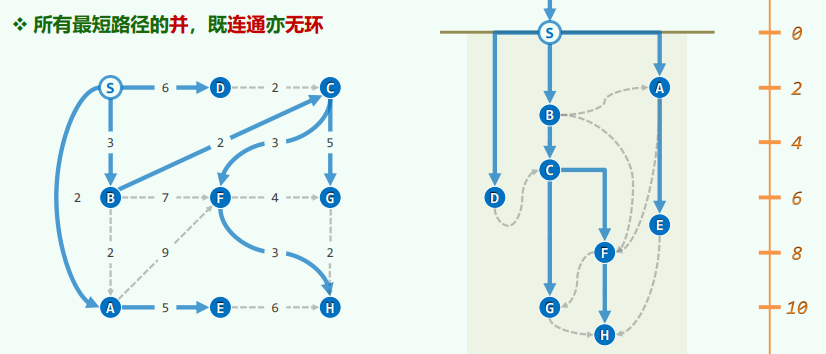 ❖ 所有最短路径的并，既连通亦无环
S 6 D 2 C
3 2 3 5
2 B 7 F 4 G
2 9 3 2
A 5 E 6 H
S 0
A 2
B
4
C
D 6
E
F 8
G 10
H